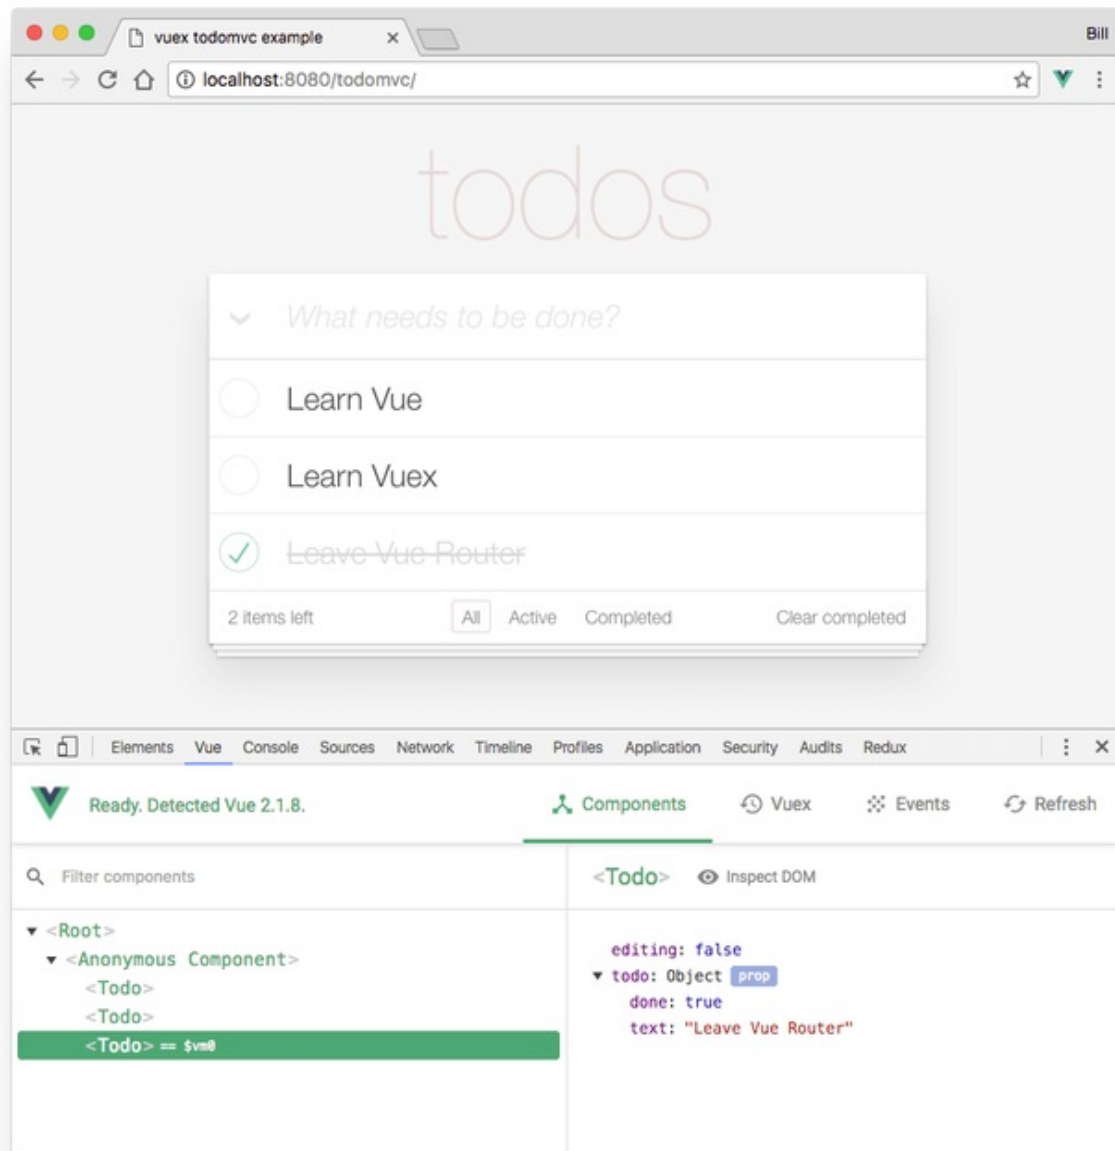 vuex todomvc example
Bill
localhost:8080/todomvc/
todos
What needs to be done?
Learn Vue
Learn Vuex
Leave Vue Router
2 items left All Active Completed Clear completed
Elements Vue Console Sources Network Timeline Profiles Application Security Audits Redux
Ready. Detected Vue 2.1.8. Components Vuex Events Refresh
Filter components
<Todo> Inspect DOM
<Root>
<Anonymous Component>
<Todo>
<Todo>
<Todo> == $vm0
editing: false
todo: Object prop
done: true
text: "Leave Vue Router"